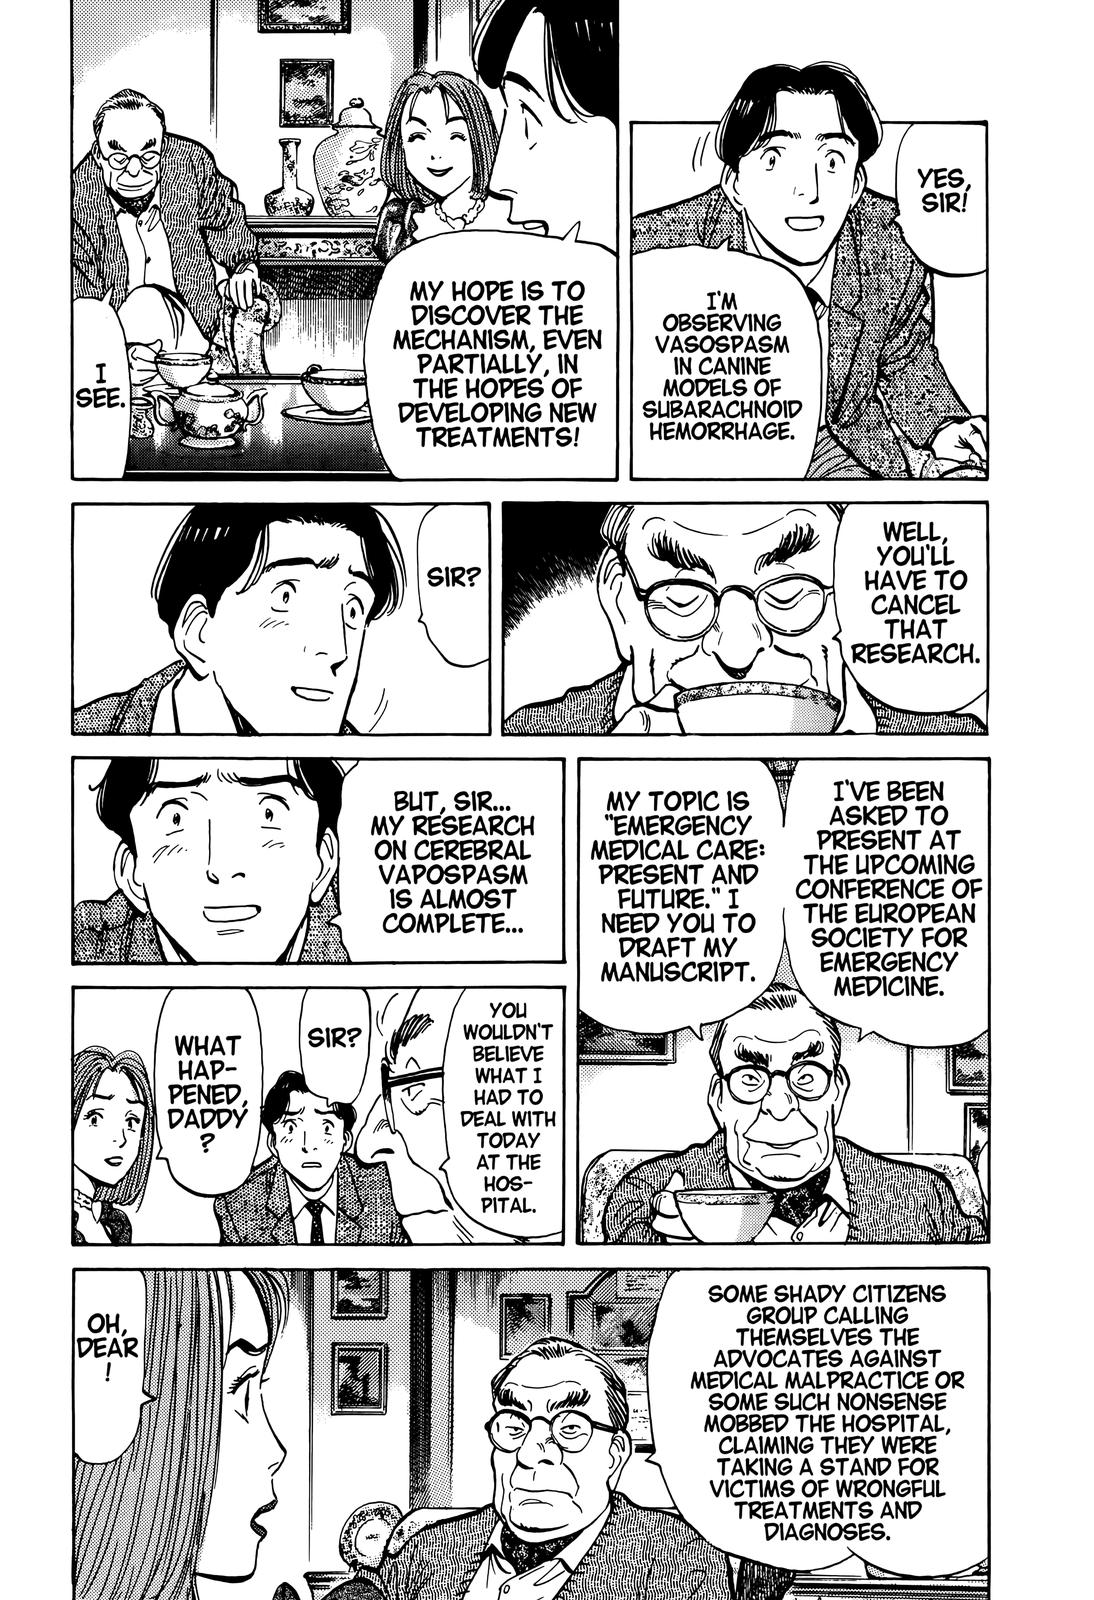 YES,
SIR!
I'M
OBSERVING
VASOSPASM
IN CANINE
MODELS OF
SUBARACHNOID
HEMORRHAGE.
MY HOPE IS TO
DISCOVER THE
MECHANISM, EVEN
PARTIALLY, IN
THE HOPES OF
DEVELOPING NEW
TREATMENTS!
I
SEE.
WELL,
YOU'LL
HAVE TO
CANCEL
THAT
RESEARCH.
SIR?
I'VE BEEN
ASKED TO
PRESENT AT
THE UPCOMING
CONFERENCE OF
THE EUROPEAN
SOCIETY FOR
EMERGENCY
MEDICINE.
MY TOPIC IS
"EMERGENCY
MEDICAL CARE:
PRESENT AND
FUTURE." I
NEED YOU TO
DRAFT MY
MANUSCRIPT.
BUT, SIR...
MY RESEARCH
ON CEREBRAL
VAPOSPASM
IS ALMOST
COMPLETE...
YOU
WOULDN'T
BELIEVE
WHAT I
HAD TO
DEAL WITH
TODAY
AT THE
HOS-
PITAL.
SIR?
WHAT
HAP-
PENED,
DADDY
?
SOME SHADY CITIZENS
GROUP CALLING
THEMSELVES THE
ADVOCATES AGAINST
MEDICAL MALPRACTICE OR
SOME SUCH NONSENSE
MOBBED THE HOSPITAL,
CLAIMING THEY WERE
TAKING A STAND FOR
VICTIMS OF WRONGFUL
TREATMENTS AND
DIAGNOSES.
OH,
DEAR
!